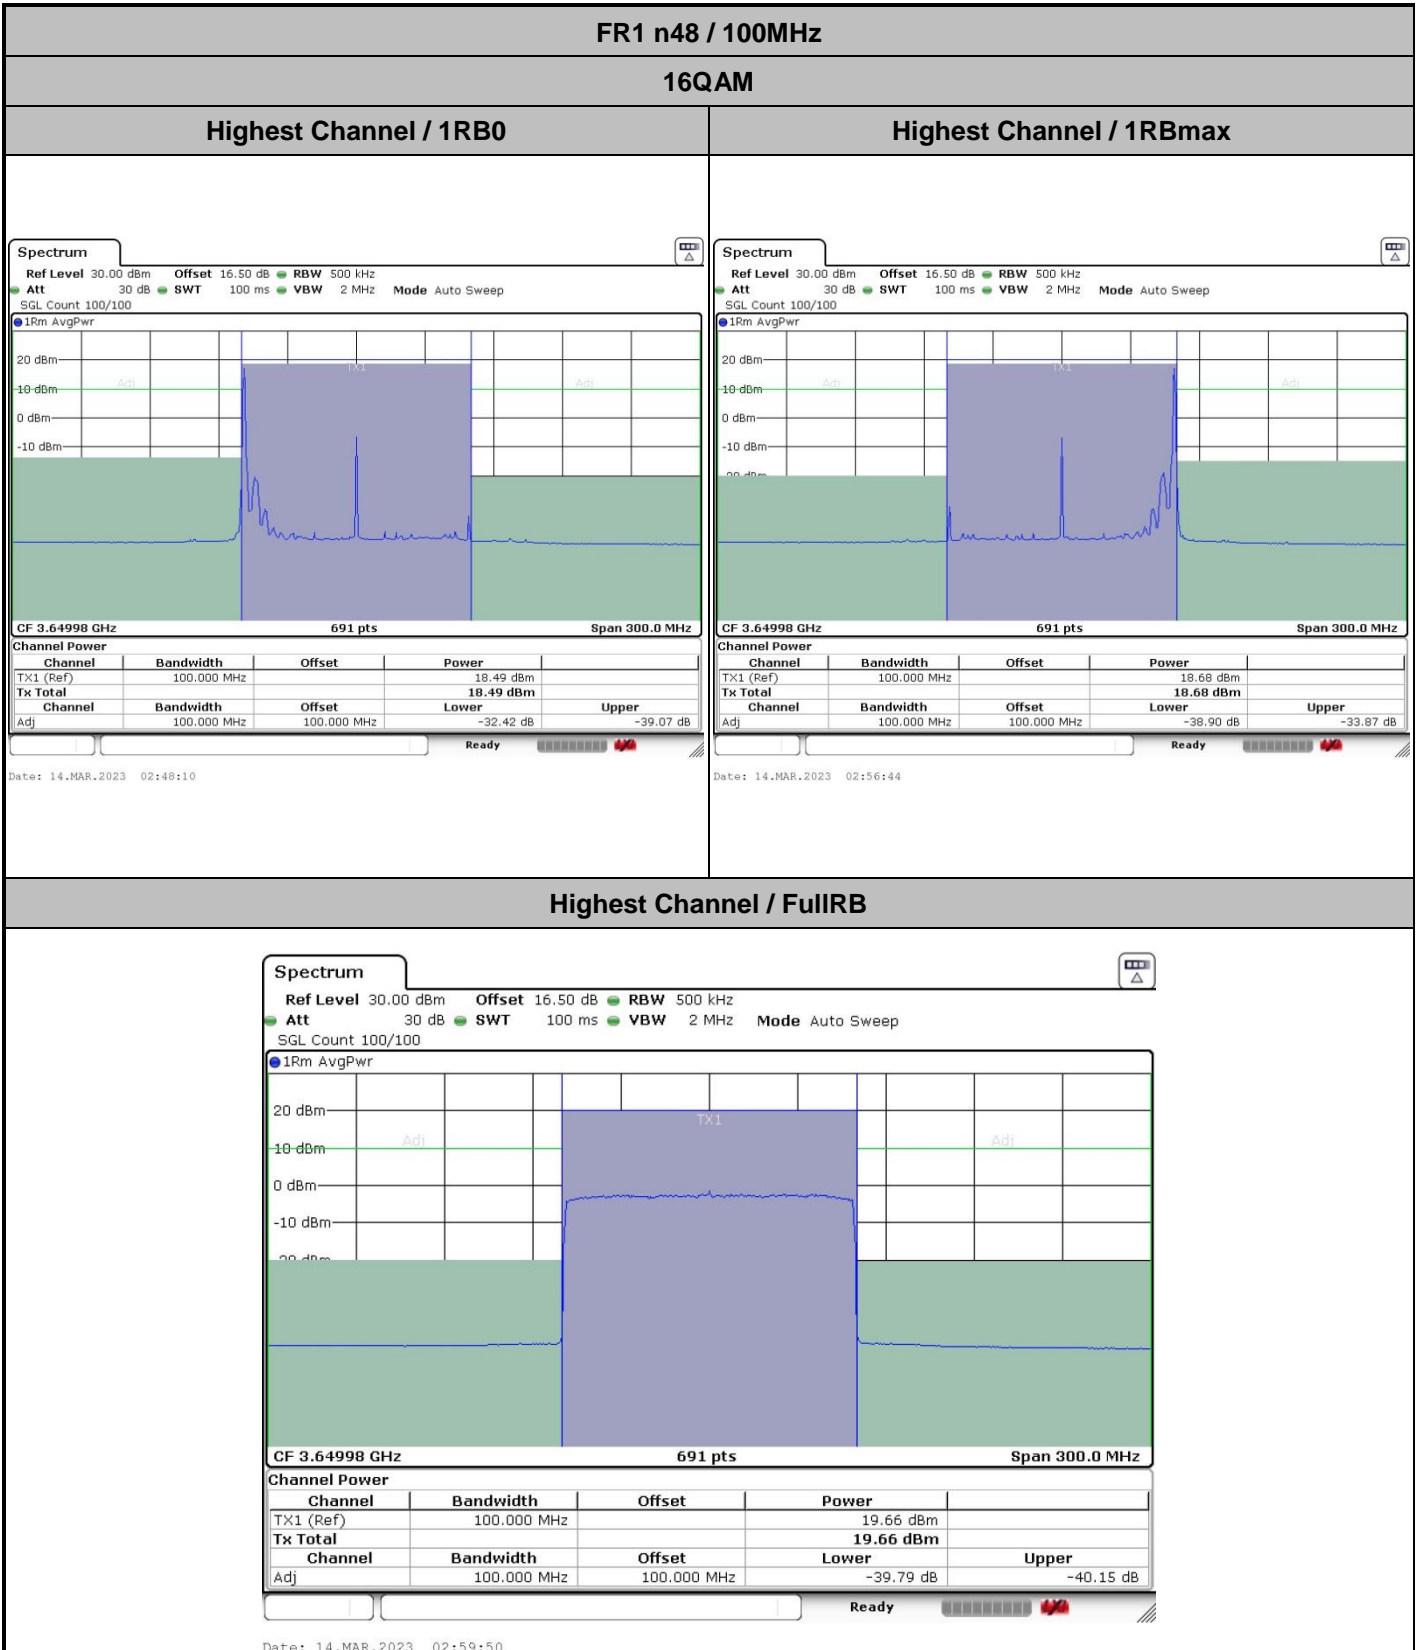 FR1 n48 / 100MHz
16QAM
Highest Channel / 1RB0
Highest Channel / 1RBmax
Spectrum
Ref Level 30.00 dBm Offset 16.50 dB RBW 500 kHz
Att 30 dB SWT 100 ms VBW 2 MHz Mode Auto Sweep
SGL Count 100/100
1Rm AvgPwr
TX1
20 dBm
Adj Adj
10 dBm
0 dBm
-10 dBm
CF 3.64998 GHz 691 pts Span 300.0 MHz
Channel Power
Channel Bandwidth Offset Power
TX1 (Ref) 100.000 MHz 18.49 dBm
Tx Total 18.49 dBm
Channel Bandwidth Offset Lower Upper
Adj 100.000 MHz 100.000 MHz -32.42 dB -39.07 dB
Ready
Date: 14.MAR.2023 02:48:10
Spectrum
Ref Level 30.00 dBm Offset 16.50 dB RBW 500 kHz
Att 30 dB SWT 100 ms VBW 2 MHz Mode Auto Sweep
SGL Count 100/100
1Rm AvgPwr
20 dBm
TX1
Adj Adj
10 dBm
0 dBm
-10 dBm
-20 dBm
CF 3.64998 GHz 691 pts Span 300.0 MHz
Channel Power
Channel Bandwidth Offset Power
TX1 (Ref) 100.000 MHz 18.68 dBm
Tx Total 18.68 dBm
Channel Bandwidth Offset Lower Upper
Adj 100.000 MHz 100.000 MHz -38.90 dB -33.87 dB
Ready
Date: 14.MAR.2023 02:56:44
Highest Channel / FullRB
Spectrum
Ref Level 30.00 dBm Offset 16.50 dB RBW 500 kHz
Att 30 dB SWT 100 ms VBW 2 MHz Mode Auto Sweep
SGL Count 100/100
1Rm AvgPwr
20 dBm
TX1
Adj Adj
10 dBm
0 dBm
-10 dBm
-20 dBm
CF 3.64998 GHz 691 pts Span 300.0 MHz
Channel Power
Channel Bandwidth Offset Power
TX1 (Ref) 100.000 MHz 19.66 dBm
Tx Total 19.66 dBm
Channel Bandwidth Offset Lower Upper
Adj 100.000 MHz 100.000 MHz -39.79 dB -40.15 dB
Ready
Date: 14.MAR.2023 02:59:50